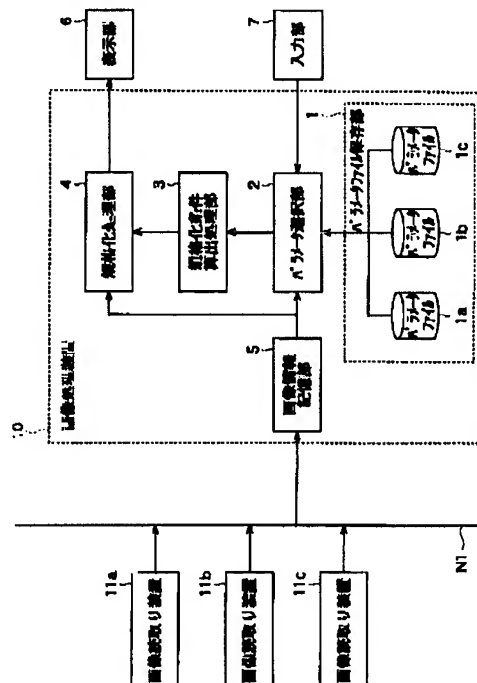 11a
画像読取り装置
11b
画像読取り装置
11c
画像読取り装置
N1
10
画像処理装置
5
画像情報
記憶部
4
規格化処理部
3
規格化条件
算出処理部
2
パラメータ選択部
1
パラメータファイル保存部
パラメータ
ファイル
1a
パラメータ
ファイル
1b
パラメータ
ファイル
1c
6
表示部
7
入力部